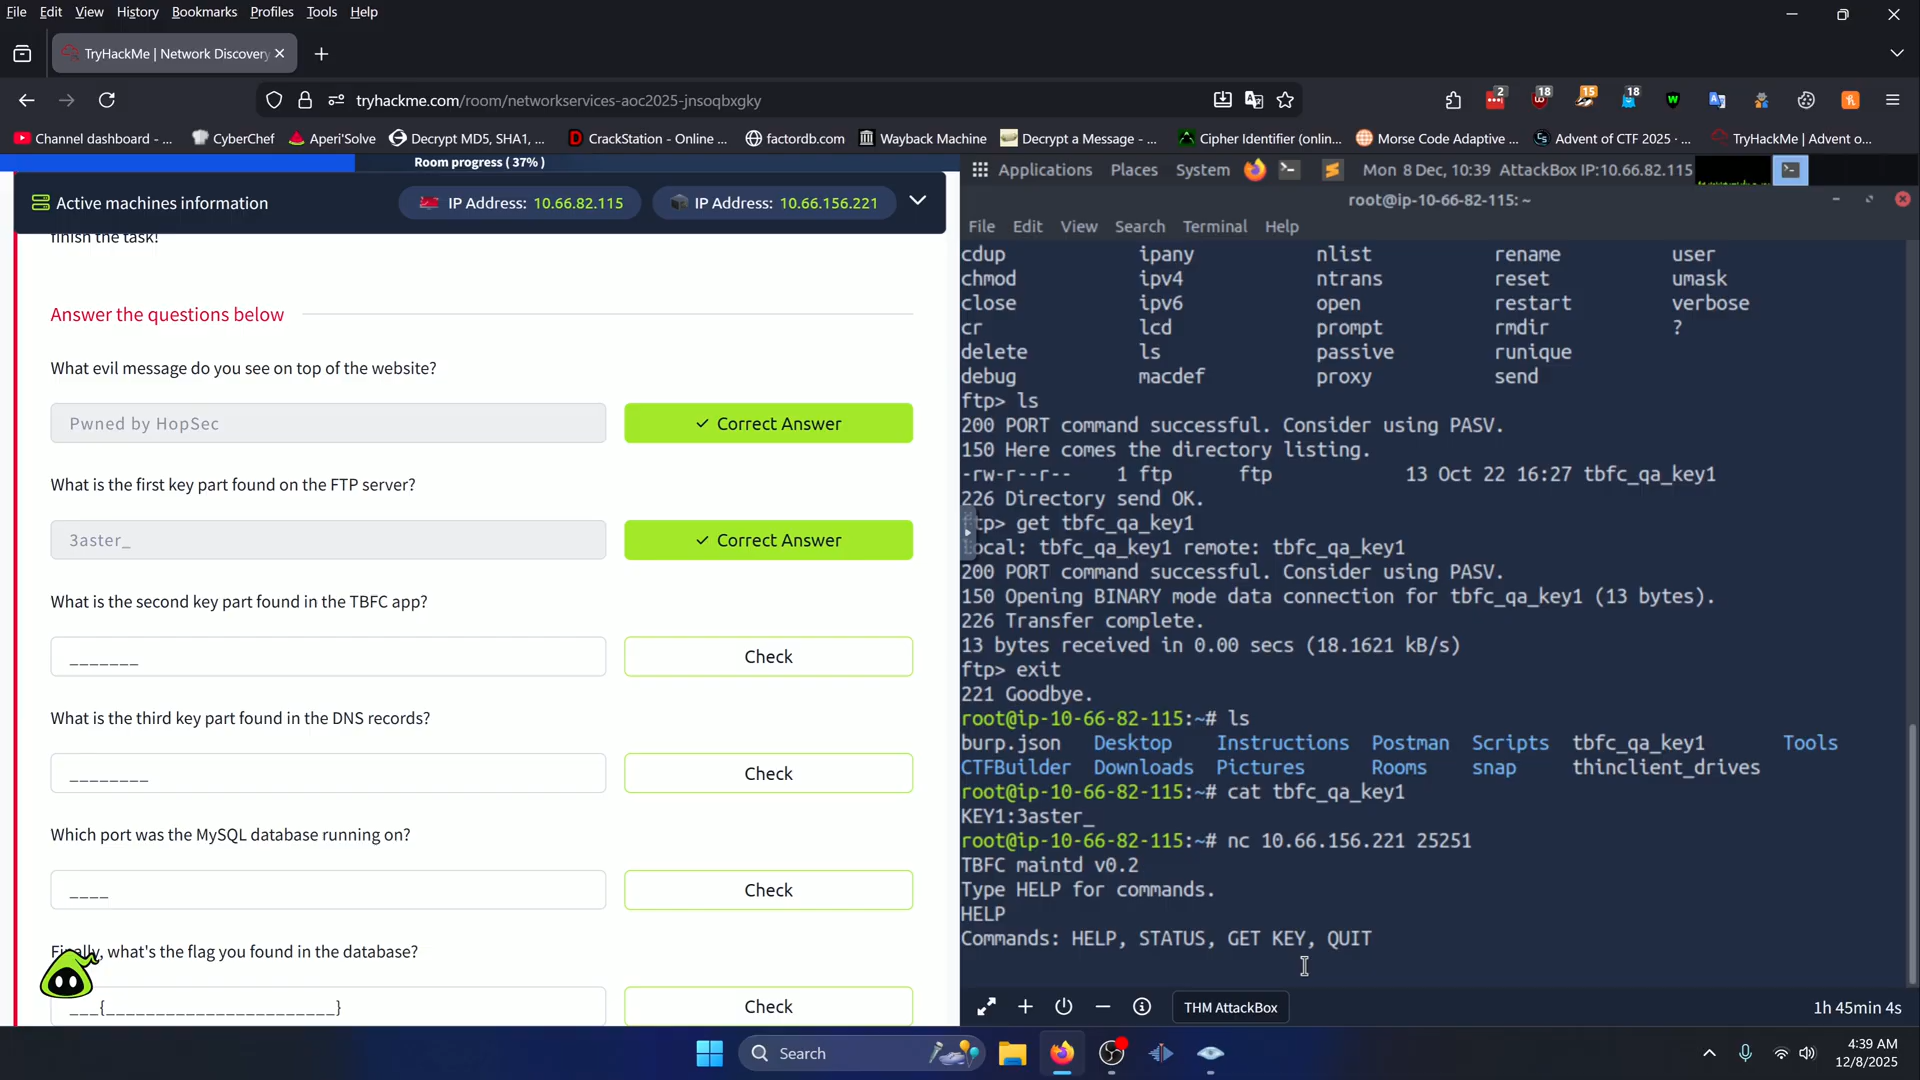 File Edit View History Bookmarks Profiles Tools Help
TryHackMe | Network Discovery
tryhackme.com/room/networkservices-aoc2025-jnsoqbxgky
2 18 15 18
Channel dashboard - ... CyberChef Aperi'Solve Decrypt MD5, SHA1, ... CrackStation - Online ... factordb.com Wayback Machine Decrypt a Message - ... Cipher Identifier (onlin... Morse Code Adaptive ... Advent of CTF 2025 · ... TryHackMe | Advent o...
Room progress ( 37% )
Active machines information
IP Address: 10.66.82.115
IP Address: 10.66.156.221
finish the task!
Answer the questions below
What evil message do you see on top of the website?
Pwned by HopSec
✓ Correct Answer
What is the first key part found on the FTP server?
3aster_
✓ Correct Answer
What is the second key part found in the TBFC app?
_______
Check
What is the third key part found in the DNS records?
________
Check
Which port was the MySQL database running on?
____
Check
Finally, what's the flag you found in the database?
___{_______________________}
Check
Applications Places System Mon 8 Dec, 10:39 AttackBox IP:10.66.82.115
root@ip-10-66-82-115: ~
File Edit View Search Terminal Help
cdup ipany nlist rename user
chmod ipv4 ntrans reset umask
close ipv6 open restart verbose
cr lcd prompt rmdir ?
delete ls passive runique
debug macdef proxy send
ftp> ls
200 PORT command successful. Consider using PASV.
150 Here comes the directory listing.
-rw-r--r-- 1 ftp ftp 13 Oct 22 16:27 tbfc_qa_key1
226 Directory send OK.
ftp> get tbfc_qa_key1
local: tbfc_qa_key1 remote: tbfc_qa_key1
200 PORT command successful. Consider using PASV.
150 Opening BINARY mode data connection for tbfc_qa_key1 (13 bytes).
226 Transfer complete.
13 bytes received in 0.00 secs (18.1621 kB/s)
ftp> exit
221 Goodbye.
root@ip-10-66-82-115:~# ls
burp.json Desktop Instructions Postman Scripts tbfc_qa_key1 Tools
CTFBuilder Downloads Pictures Rooms snap thinclient_drives
root@ip-10-66-82-115:~# cat tbfc_qa_key1
KEY1:3aster_
root@ip-10-66-82-115:~# nc 10.66.156.221 25251
TBFC maintd v0.2
Type HELP for commands.
HELP
Commands: HELP, STATUS, GET KEY, QUIT
THM AttackBox
1h 45min 4s
Search
4:39 AM
12/8/2025